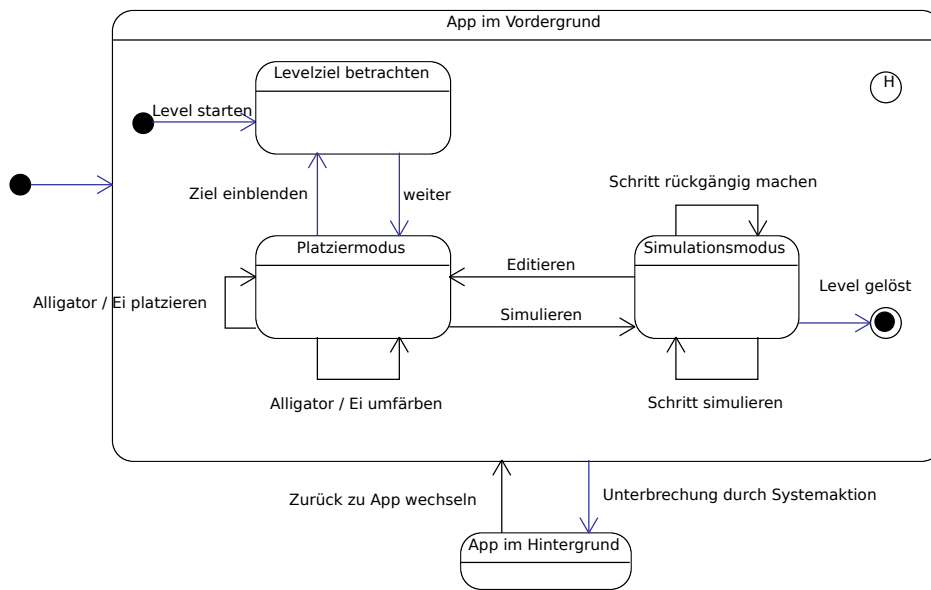 App im Vordergrund
Levelziel betrachten
H
Level starten
Ziel einblenden
weiter
Schritt rückgängig machen
Platziermodus
Simulationsmodus
Editieren
Alligator / Ei platzieren
Simulieren
Level gelöst
Alligator / Ei umfärben
Schritt simulieren
Zurück zu App wechseln
Unterbrechung durch Systemaktion
App im Hintergrund